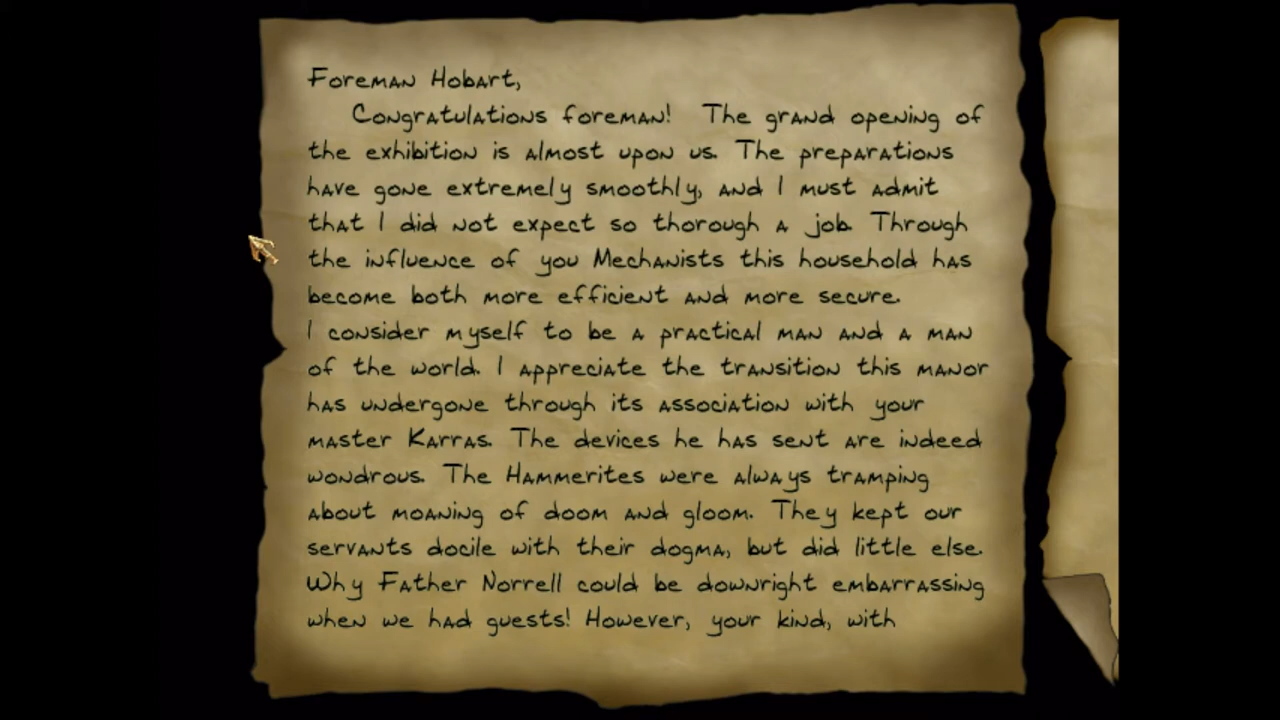 Foreman Hobart,
Congratulations foreman! The grand opening of
the exhibition is almost upon us. The preparations
have gone extremely smoothly, and I must admit
that I did not expect so thorough a job. Through
the influence of you Mechanists this household has
become both more efficient and more secure.
I consider myself to be a practical man and a man
of the world. I appreciate the transition this manor
has undergone through its association with your
master Karras. The devices he has sent are indeed
wondrous. The Hammerites were always tramping
about moaning of doom and gloom. They kept our
servants docile with their dogma, but did little else.
Why Father Norrell could be downright embarrassing
when we had guests! However, your kind, with